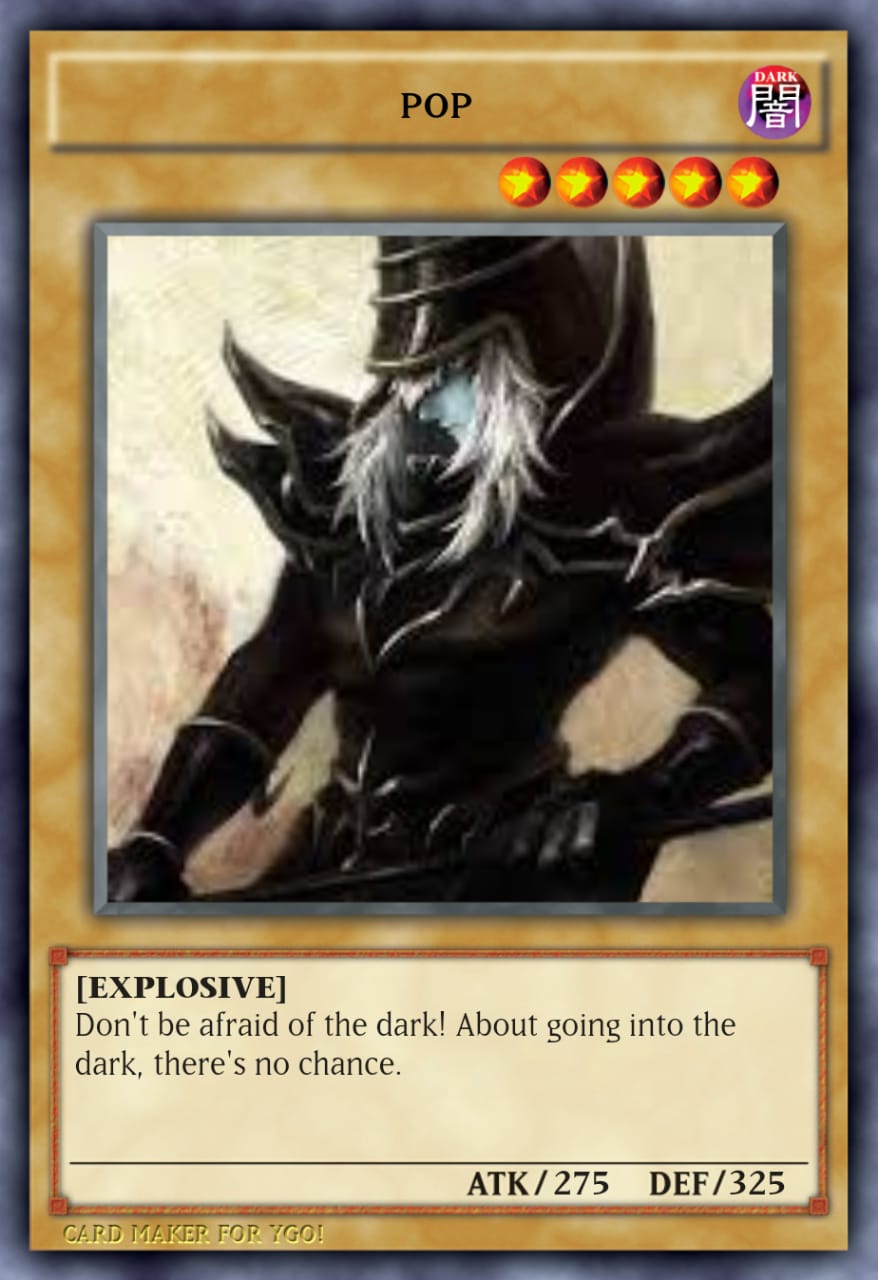 POP
DARK
闇
[EXPLOSIVE]
Don't be afraid of the dark! About going into the
dark, there's no chance.
ATK/275 DEF/325
CARD MAKER FOR YGO!